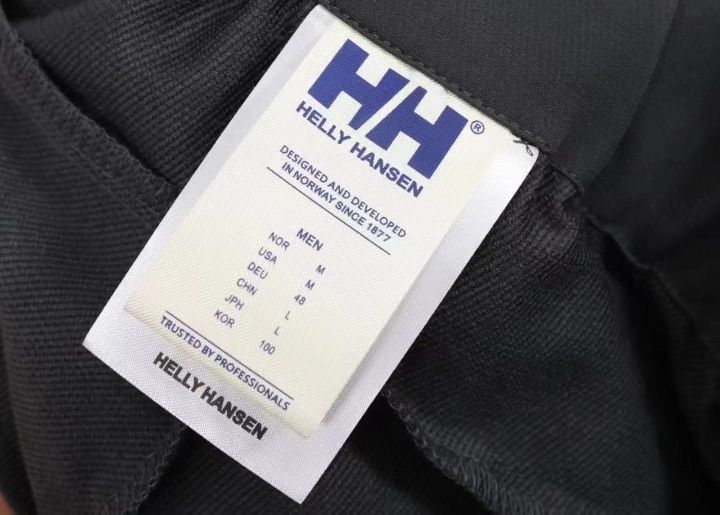 HH®
HELLY HANSEN
DESIGNED AND DEVELOPED
IN NORWAY SINCE 1877
MEN
NOR M
USA M
DEU 48
CHN L
JPH L
KOR 100
TRUSTED BY PROFESSIONALS
HELLY HANSEN